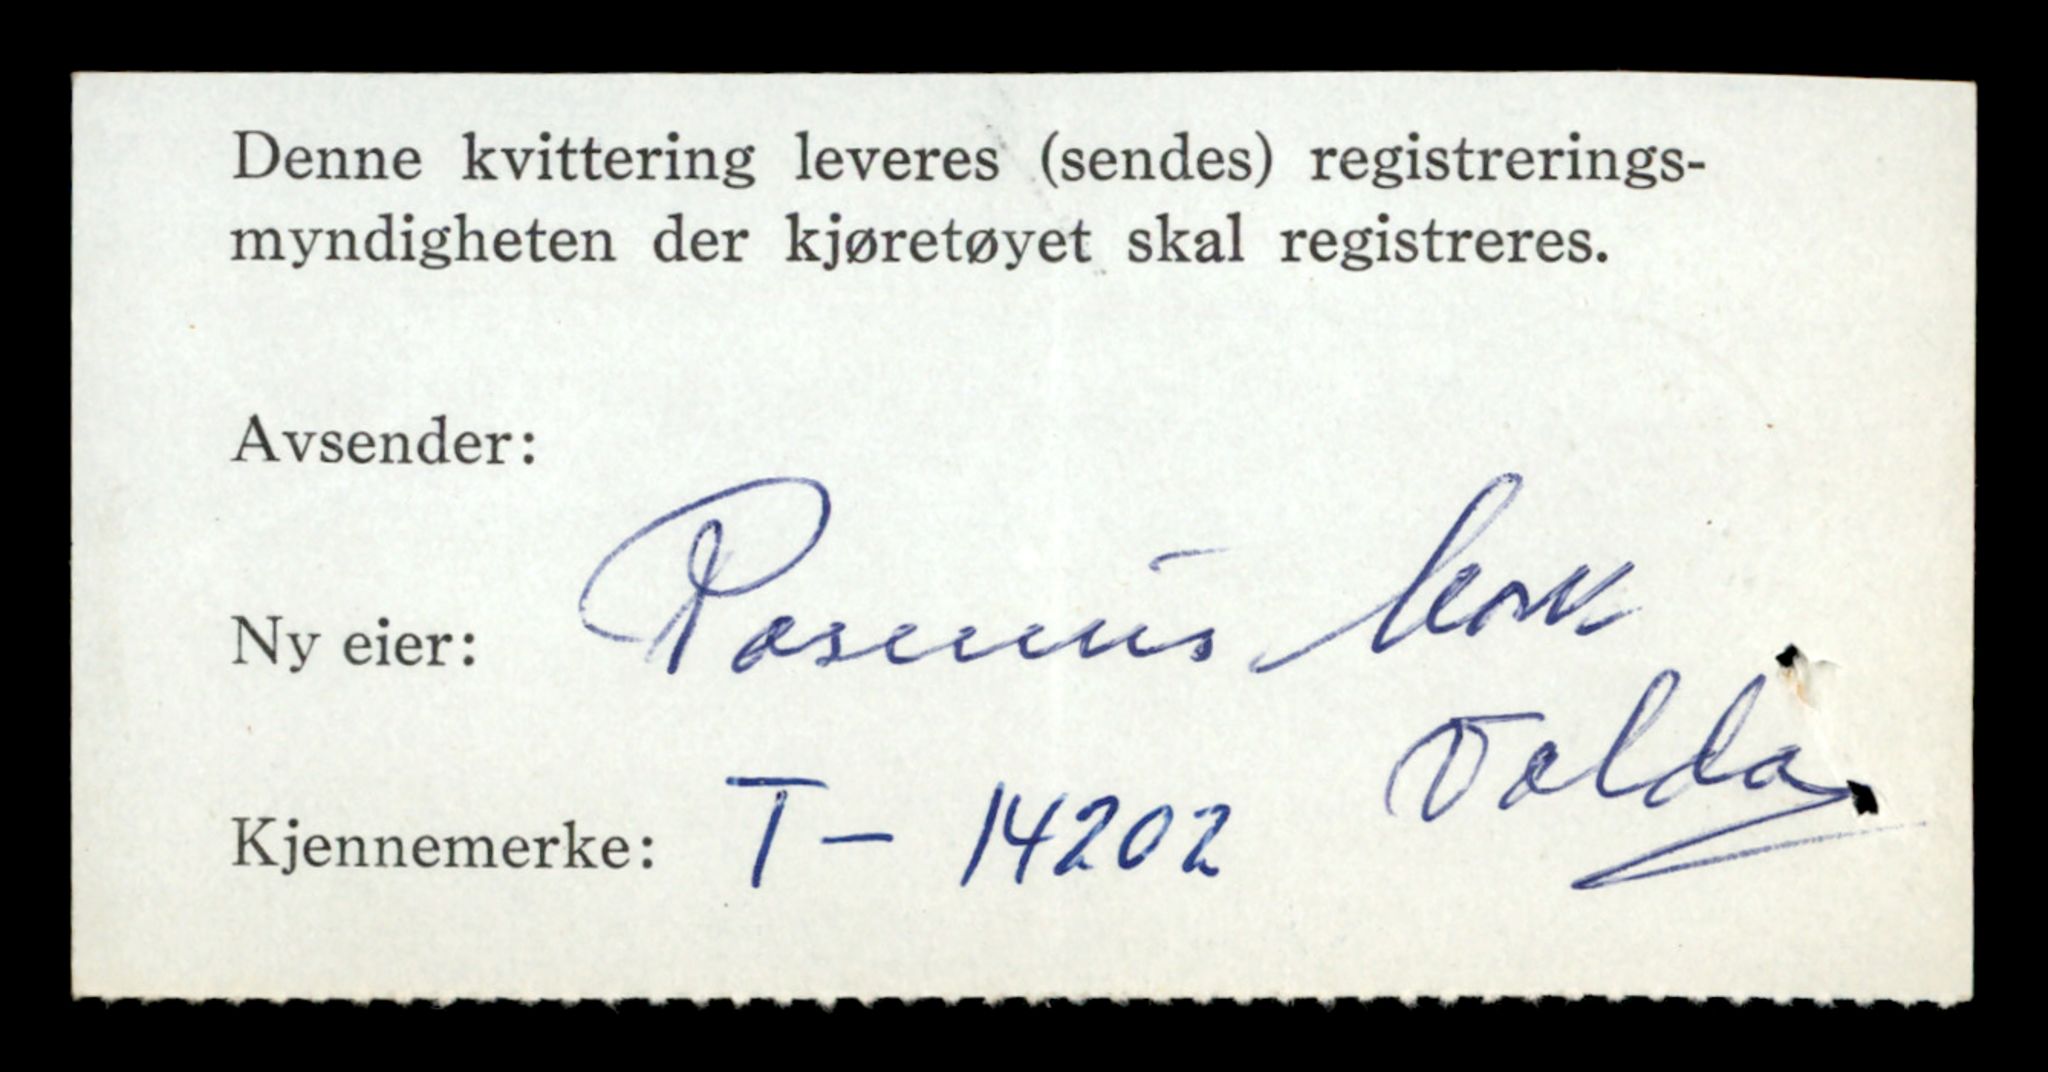 Denne kvittering leveres (sendes) registrerings-
myndigheten der kjøretøyet skal registreres.
Avsender:
Ny eier: Rasmus
Volda
Kjennemerke: T - 14202